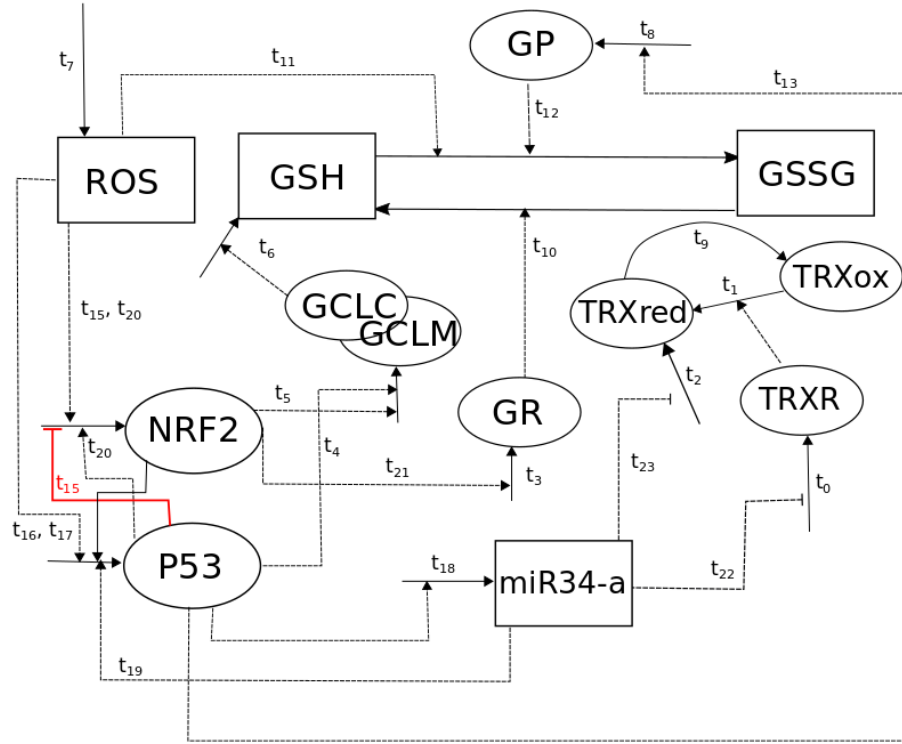 GP
t8
t7
t11
t13
t12
ROS
GSH
GSSG
t9
t6
t10
TRXox
t1
GCLC
TRXred
t15, t20
GCLM
t2
t5
TRXR
GR
NRF2
t20
t4
t23
t21
t3
t15
t0
t16, t17
P53
t18
miR34-a
t22
t19